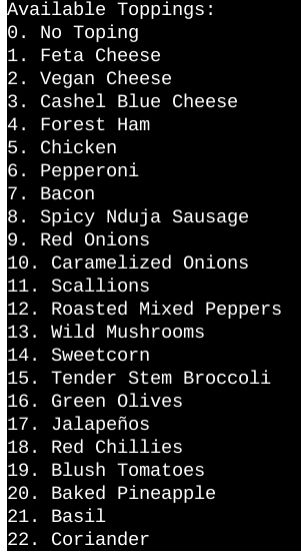 Available Toppings:
0. No Toping
1. Feta Cheese
2. Vegan Cheese
3. Cashel Blue Cheese
4. Forest Ham
5. Chicken
6. Pepperoni
7. Bacon
8. Spicy Nduja Sausage
9. Red Onions
10. Caramelized Onions
11. Scallions
12. Roasted Mixed Peppers
13. Wild Mushrooms
14. Sweetcorn
15. Tender Stem Broccoli
16. Green Olives
17. Jalapeños
18. Red Chillies
19. Blush Tomatoes
20. Baked Pineapple
21. Basil
22. Coriander